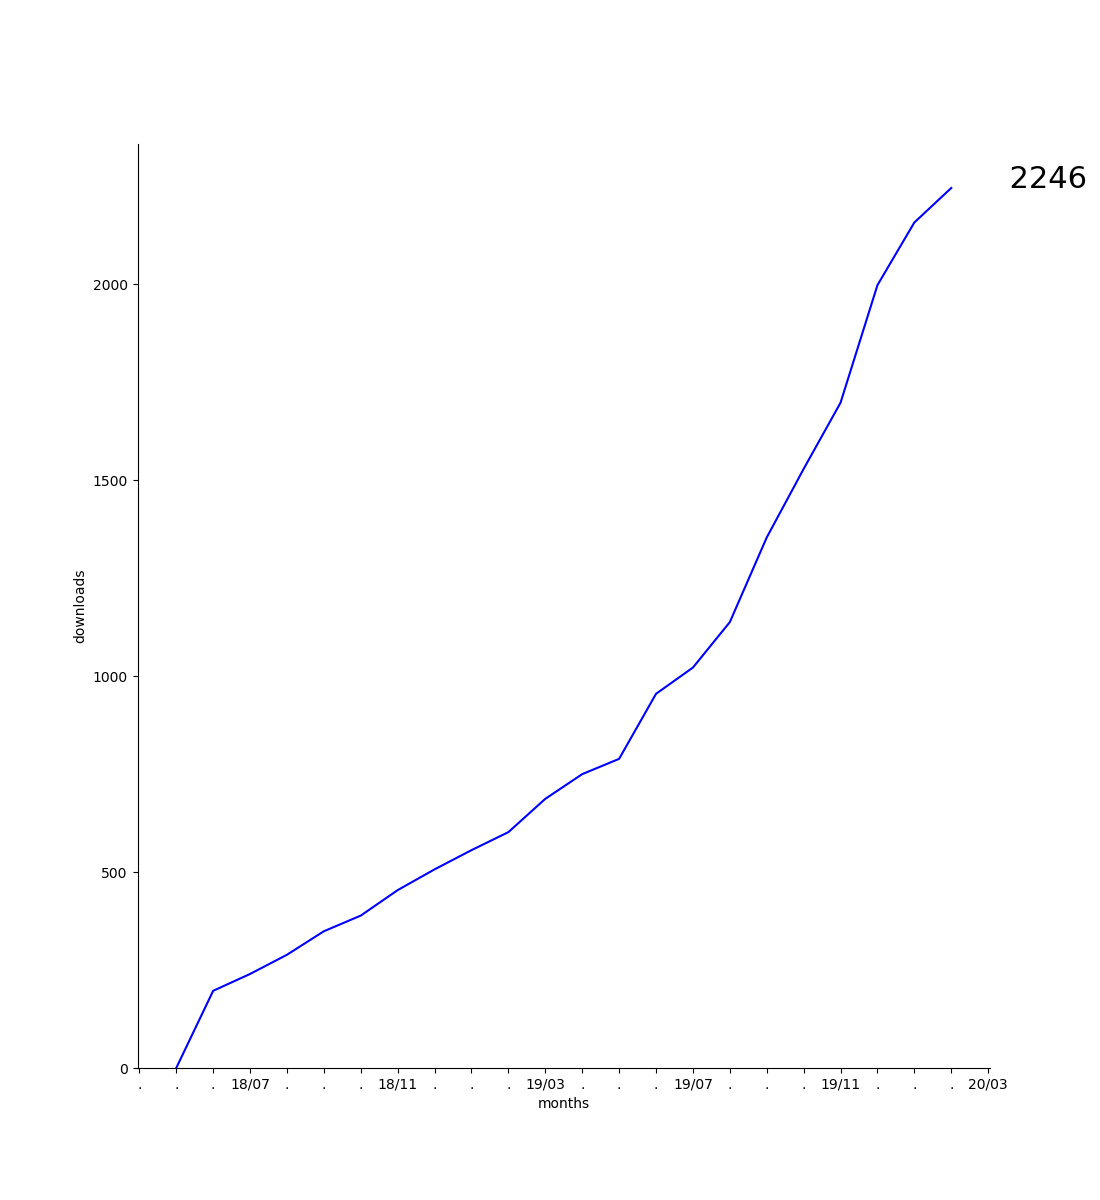 2246
2000
1500
downloads
1000
500
0
. . . 18/07 . . . 18/11 . . . 19/03 . . . 19/07 . . . 19/11 . . . 20/03
months